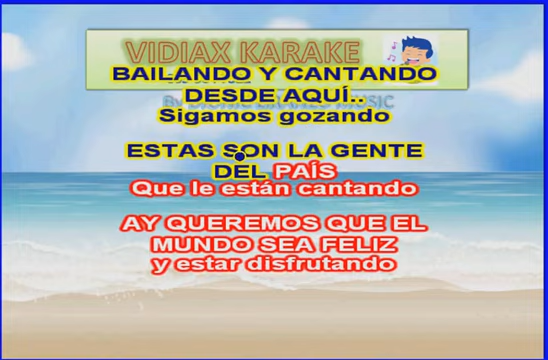 VIDIAX KARAKE
BAILANDO Y CANTANDO
DESDE AQUÍ..
Sigamos gozando
ESTAS SON LA GENTE
DEL PAÍS
Que le están cantando
AY QUEREMOS QUE EL
MUNDO SEA FELIZ
y estar disfrutando